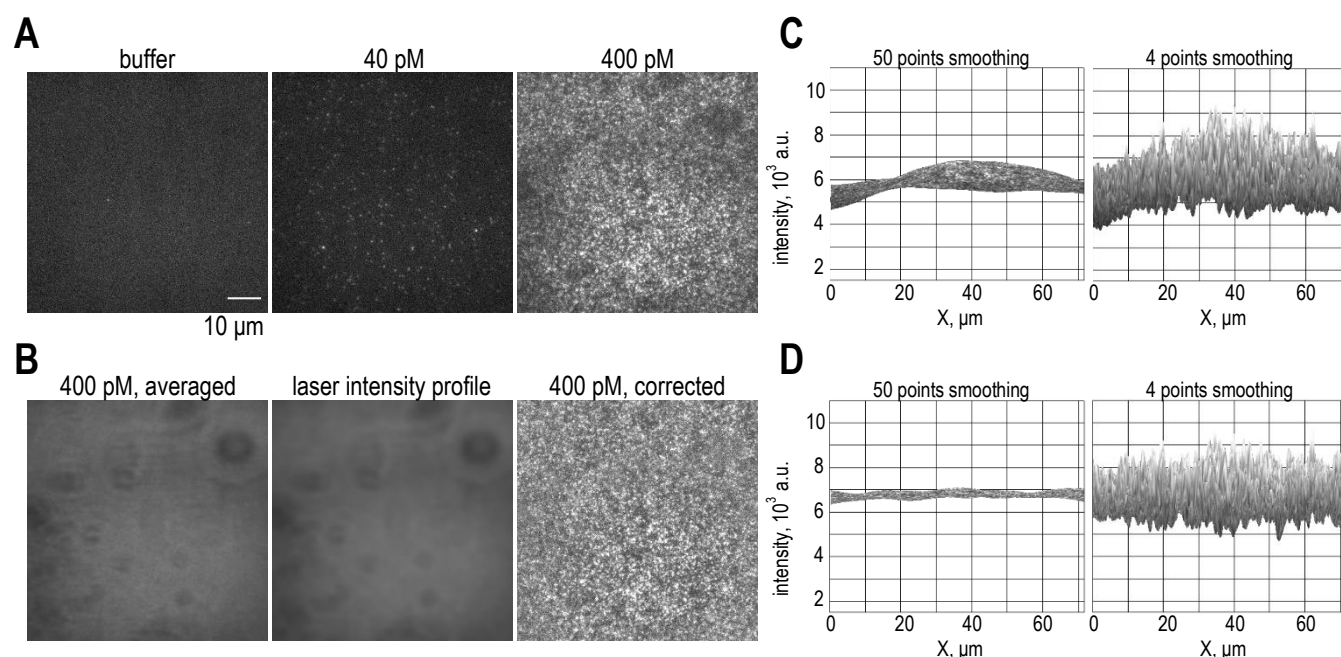 A
buffer
40 pM
400 pM
10 µm
B
400 pM, averaged
laser intensity profile
400 pM, corrected
C
50 points smoothing
4 points smoothing
intensity, 10³ a.u.
10
8
6
4
2
0
20
40
60
X, µm
0
20
40
60
X, µm
D
50 points smoothing
4 points smoothing
intensity, 10³ a.u.
10
8
6
4
2
0
20
40
60
X, µm
0
20
40
60
X, µm